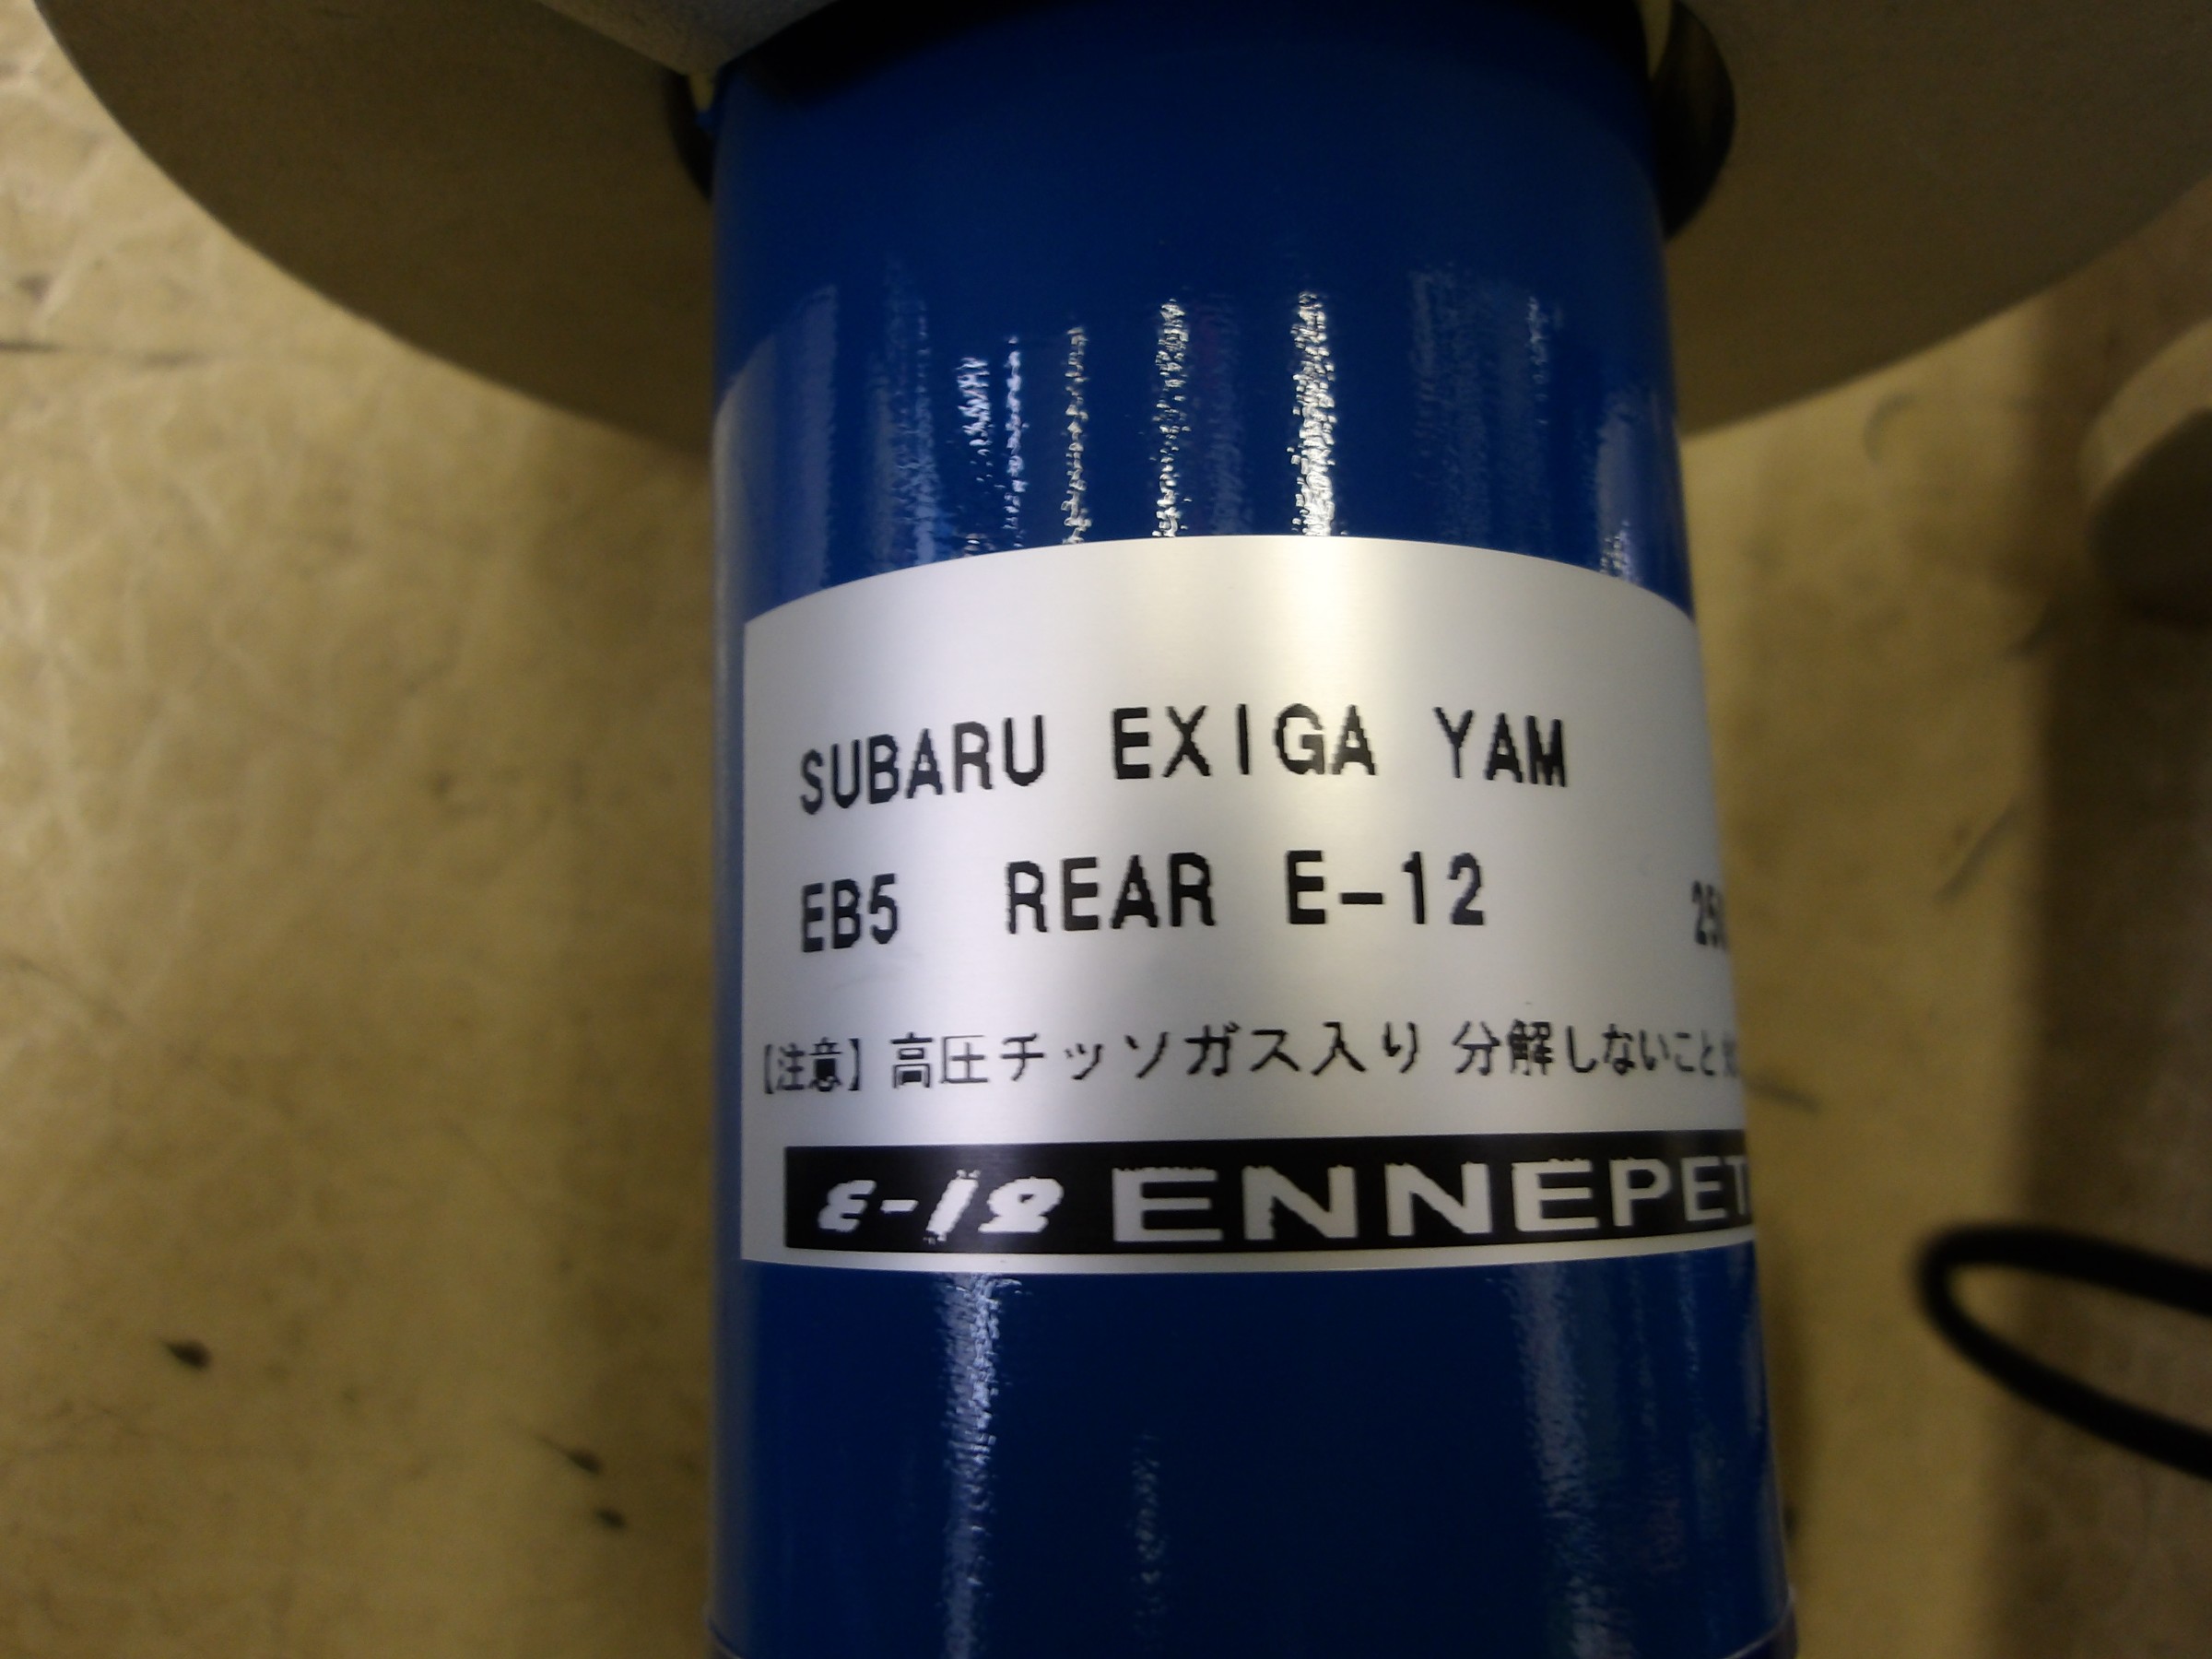 SUBARU EXIGA YAM
EB5 REAR E-12
【注意】高圧チッソガス入り 分解しないこと
E-12 ENNEPET